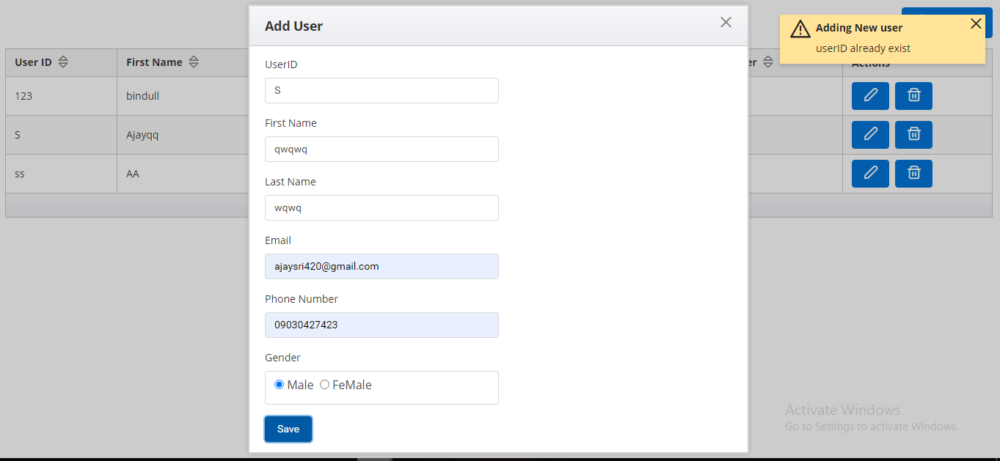 Add User
Adding New user
userID already exist
User ID
First Name
er
Actions
123
bindull
S
Ajayqq
ss
AA
UserID
S
First Name
qwqwq
Last Name
wqwq
Email
ajaysri420@gmail.com
Phone Number
09030427423
Gender
Male FeMale
Save
Activate Windows
Go to Settings to activate Windows.